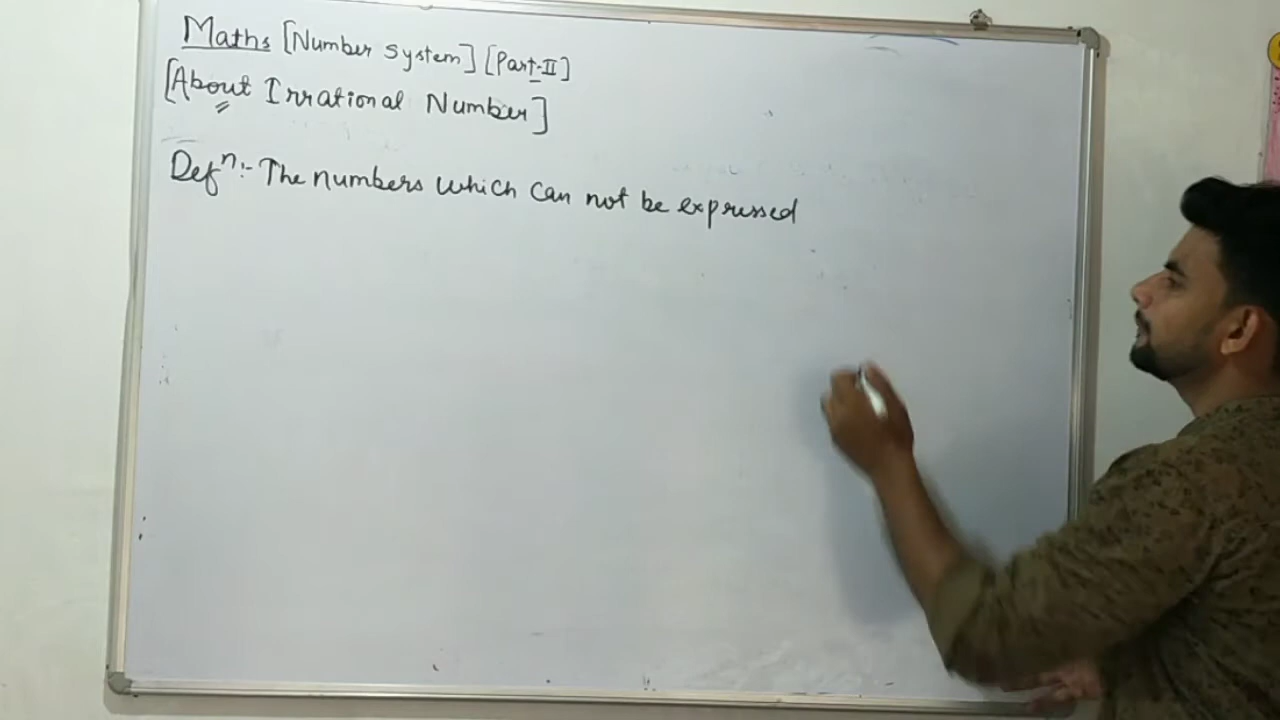 Maths [Number System] [Part-II]
[About Irrational Number]
Defⁿ:- The numbers which can not be expressed